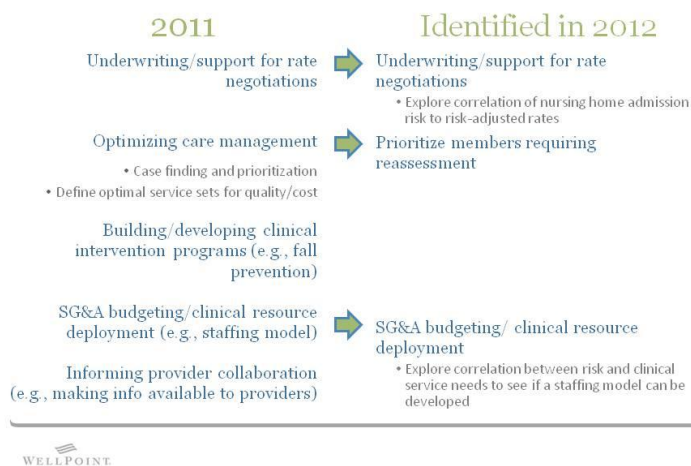 2011
Underwriting/support for rate
negotiations
Optimizing care management
• Case finding and prioritization
• Define optimal service sets for quality/cost
Building/developing clinical
intervention programs (e.g., fall
prevention)
SG&A budgeting/clinical resource
deployment (e.g., staffing model)
Informing provider collaboration
(e.g., making info available to providers)
Identified in 2012
Underwriting/support for rate
negotiations
• Explore correlation of nursing home admission
risk to risk-adjusted rates
Prioritize members requiring
reassessment
SG&A budgeting/ clinical resource
deployment
• Explore correlation between risk and clinical
service needs to see if a staffing model can be
developed
WELLPOINT